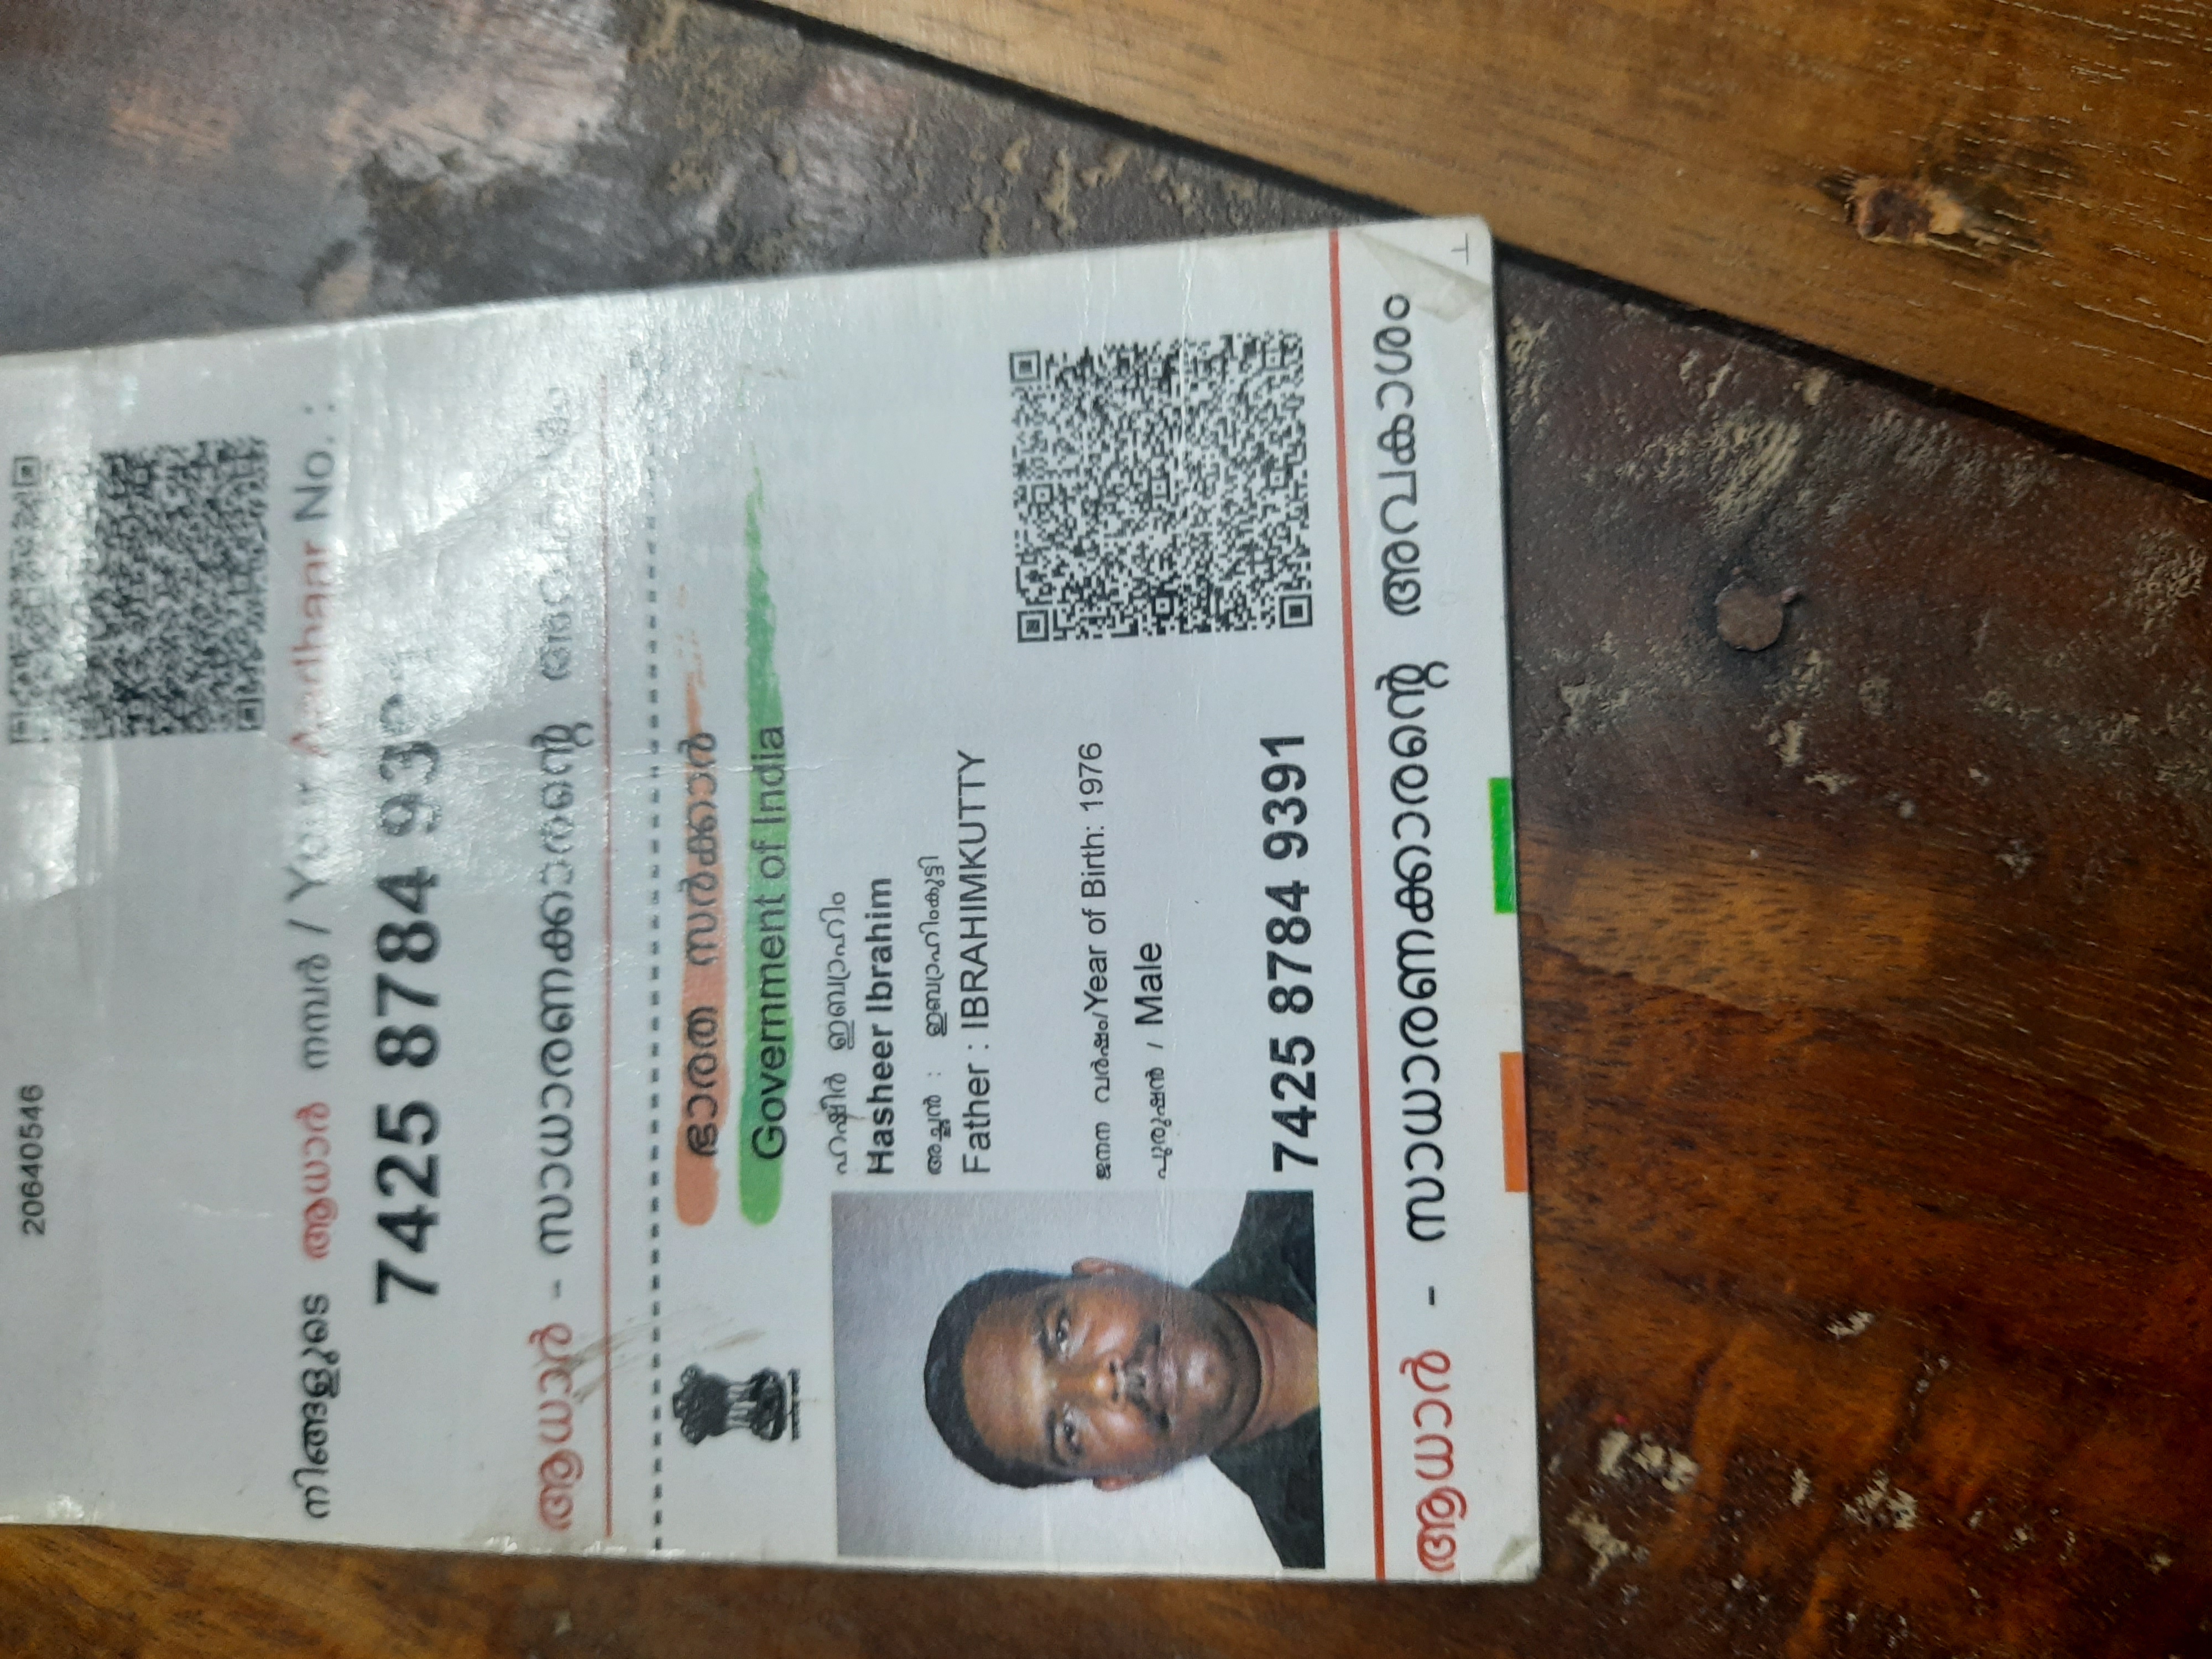 20640546
നിങ്ങളുടെ ആധാർ നമ്പർ / Your Aadhaar No. :
7425 8784 9391
ആധാർ - സാധാരണക്കാരന്റെ അവകാശം
ഭാരത സർക്കാർ
Government of India
ഹഷീർ ഇബ്രാഹിം
Hasheer Ibrahim
അച്ഛൻ : ഇബ്രാഹിംകുട്ടി
Father : IBRAHIMKUTTY
ജനന വർഷം/Year of Birth: 1976
പുരുഷൻ / Male
7425 8784 9391
ആധാർ - സാധാരണക്കാരന്റെ അവകാശം